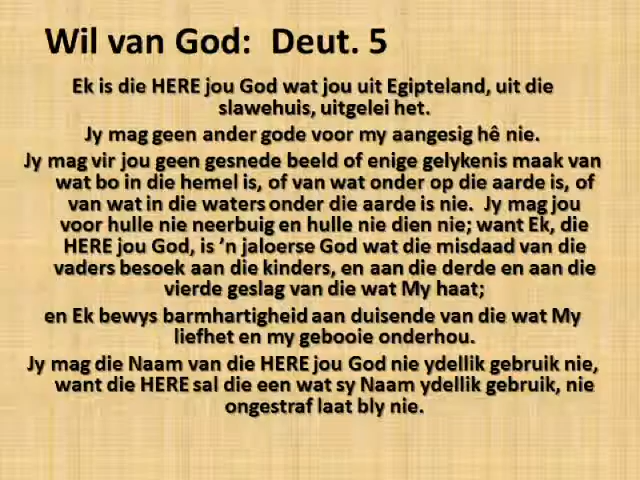 Wil van God:  Deut. 5
Ek is die HERE jou God wat jou uit Egipteland, uit die
slawehuis, uitgelei het.
Jy mag geen ander gode voor my aangesig hê nie.
Jy mag vir jou geen gesnede beeld of enige gelykenis maak van
wat bo in die hemel is, of van wat onder op die aarde is, of
van wat in die waters onder die aarde is nie.  Jy mag jou
voor hulle nie neerbuig en hulle nie dien nie; want Ek, die
HERE jou God, is ’n jaloerse God wat die misdaad van die
vaders besoek aan die kinders, en aan die derde en aan die
vierde geslag van die wat My haat;
en Ek bewys barmhartigheid aan duisende van die wat My
liefhet en my gebooie onderhou.
Jy mag die Naam van die HERE jou God nie ydellik gebruik nie,
want die HERE sal die een wat sy Naam ydellik gebruik, nie
ongestraf laat bly nie.